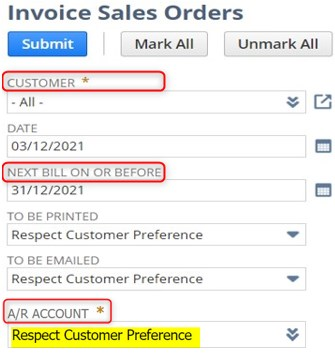 Invoice Sales Orders
Submit Mark All Unmark All
CUSTOMER *
- All -
DATE
03/12/2021
NEXT BILL ON OR BEFORE
31/12/2021
TO BE PRINTED
Respect Customer Preference
TO BE EMAILED
Respect Customer Preference
A/R ACCOUNT *
Respect Customer Preference